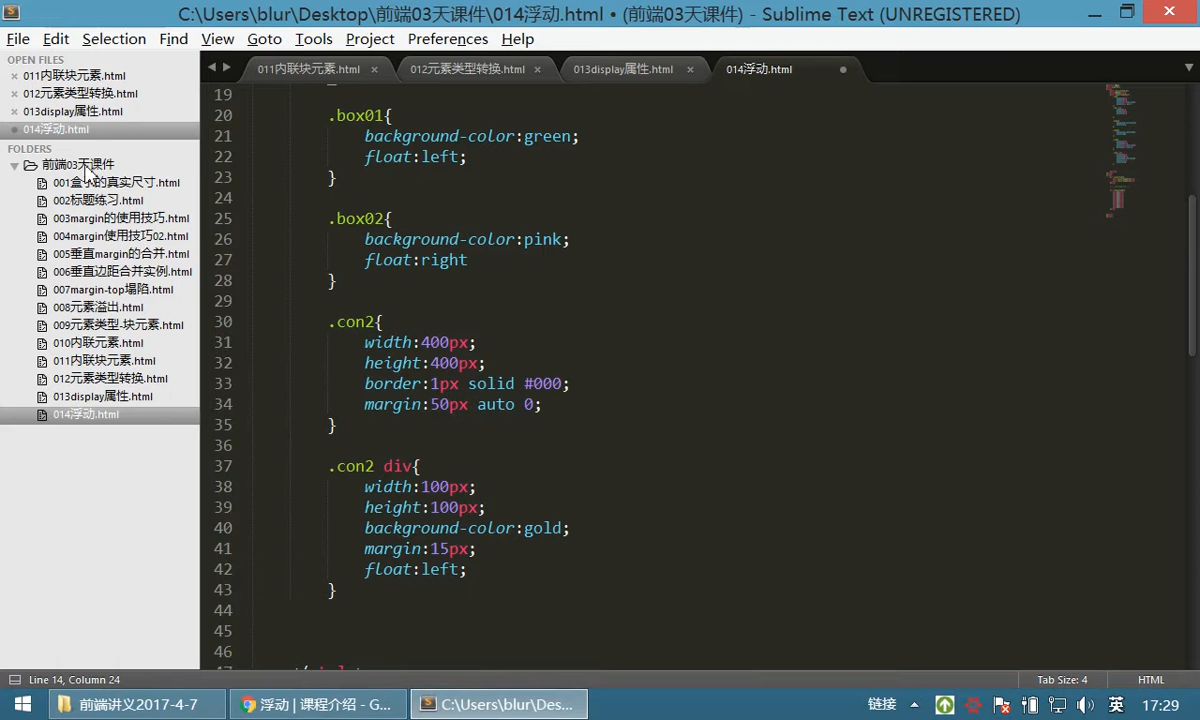 C:\Users\blur\Desktop\前端03天课件\014浮动.html • (前端03天课件) - Sublime Text (UNREGISTERED)
File Edit Selection Find View Goto Tools Project Preferences Help
OPEN FILES
011内联块元素.html
012元素类型转换.html
013display属性.html
014浮动.html
FOLDERS
前端03天课件
001盒子的真实尺寸.html
002标题练习.html
003margin的使用技巧.html
004margin使用技巧02.html
005垂直margin的合并.html
006垂直边距合并实例.html
007margin-top塌陷.html
008元素溢出.html
009元素类型-块元素.html
010内联元素.html
011内联块元素.html
012元素类型转换.html
013display属性.html
014浮动.html
011内联块元素.html 012元素类型转换.html 013display属性.html 014浮动.html
19
20 .box01{
21 background-color:green;
22 float:left;
23 }
24
25 .box02{
26 background-color:pink;
27 float:right
28 }
29
30 .con2{
31 width:400px;
32 height:400px;
33 border:1px solid #000;
34 margin:50px auto 0;
35 }
36
37 .con2 div{
38 width:100px;
39 height:100px;
40 background-color:gold;
41 margin:15px;
42 float:left;
43 }
44
45
46
Line 14, Column 24 Tab Size: 4 HTML
前端讲义2017-4-7 浮动 | 课程介绍 - G... C:\Users\blur\Des... 链接 英 17:29